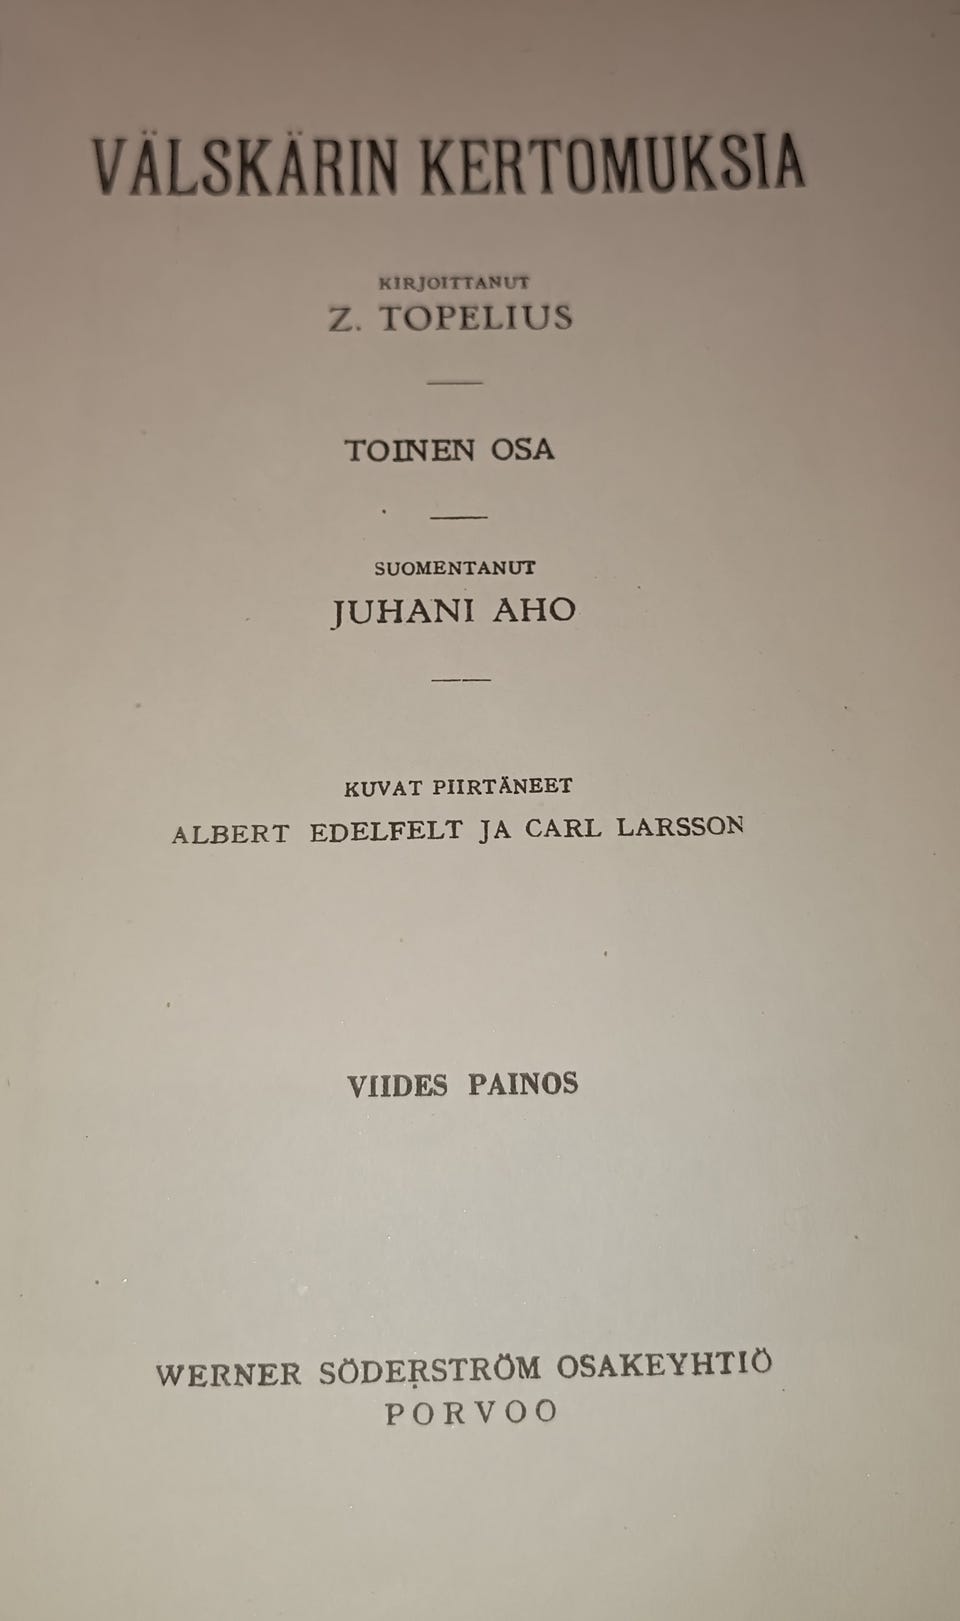 VÄLSKÄRIN KERTOMUKSIA
KIRJOITTANUT
Z. TOPELIUS
TOINEN OSA
SUOMENTANUT
JUHANI AHO
KUVAT PIIRTÄNEET
ALBERT EDELFELT JA CARL LARSSON
VIIDES PAINOS
WERNER SÖDERSTRÖM OSAKEYHTIÖ
PORVOO